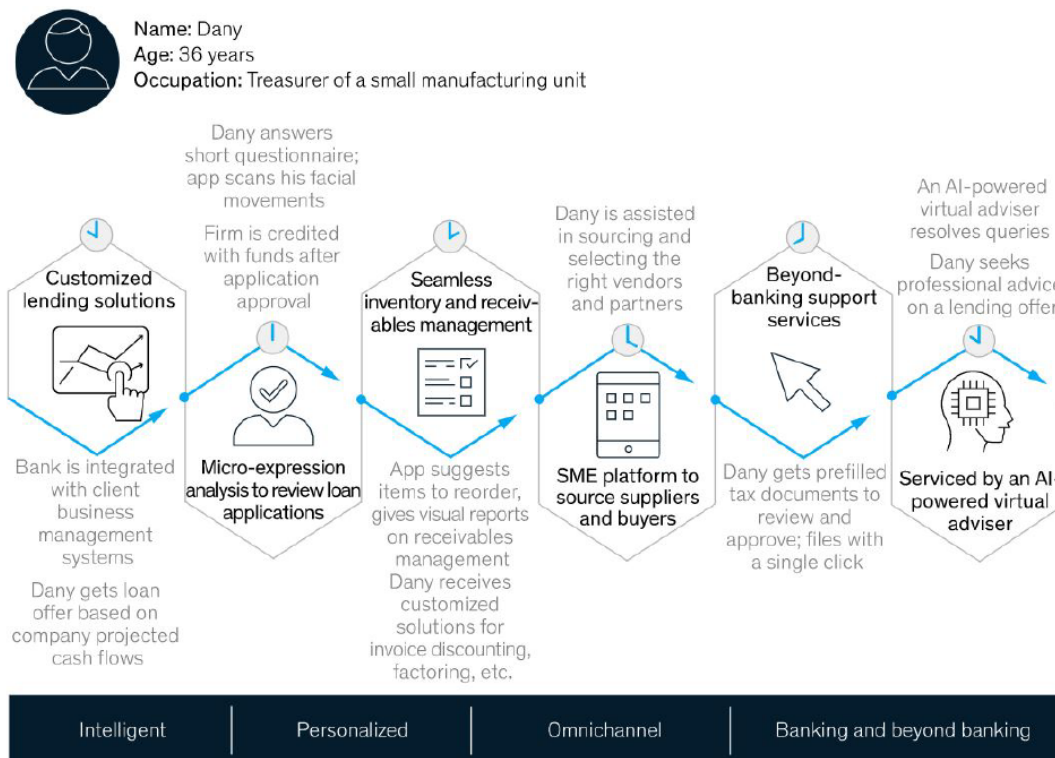 Name: Dany
Age: 36 years
Occupation: Treasurer of a small manufacturing unit
Customized
lending solutions
Bank is integrated
with client
business
management
systems
Dany gets loan
offer based on
company projected
cash flows
Dany answers
short questionnaire;
app scans his facial
movements
Firm is credited
with funds after
application
approval
Micro-expression
analysis to review loan
applications
Seamless
inventory and receiv-
ables management
App suggests
items to reorder,
gives visual reports
on receivables
management
Dany receives
customized
solutions for
invoice discounting,
factoring, etc.
Dany is assisted
in sourcing and
selecting the
right vendors
and partners
SME platform to
source suppliers
and buyers
Beyond-
banking support
services
Dany gets prefilled
tax documents to
review and
approve; files with
a single click
An AI-powered
virtual adviser
resolves queries
Dany seeks
professional advice
on a lending offer
Serviced by an AI-
powered virtual
adviser
Intelligent
Personalized
Omnichannel
Banking and beyond banking